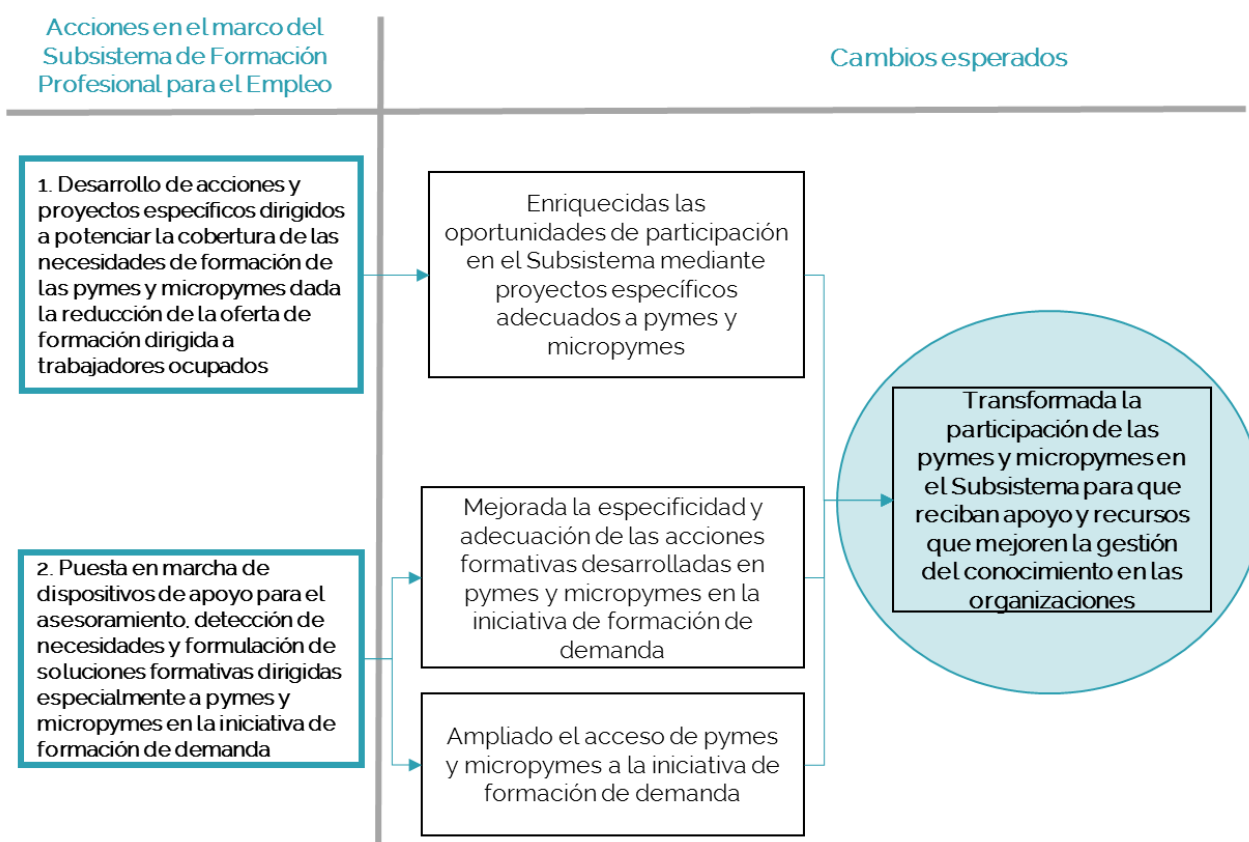 Acciones en el marco del
Subsistema de Formación
Profesional para el Empleo
Cambios esperados
1. Desarrollo de acciones y
proyectos específicos dirigidos
a potenciar la cobertura de las
necesidades de formación de
las pymes y micropymes dada
la reducción de la oferta de
formación dirigida a
trabajadores ocupados
Enriquecidas las
oportunidades de participación
en el Subsistema mediante
proyectos específicos
adecuados a pymes y
micropymes
2. Puesta en marcha de
dispositivos de apoyo para el
asesoramiento, detección de
necesidades y formulación de
soluciones formativas dirigidas
especialmente a pymes y
micropymes en la iniciativa de
formación de demanda
Mejorada la especificidad y
adecuación de las acciones
formativas desarrolladas en
pymes y micropymes en la
iniciativa de formación de
demanda
Ampliado el acceso de pymes
y micropymes a la iniciativa de
formación de demanda
Transformada la
participación de las
pymes y micropymes en
el Subsistema para que
reciban apoyo y recursos
que mejoren la gestión
del conocimiento en las
organizaciones